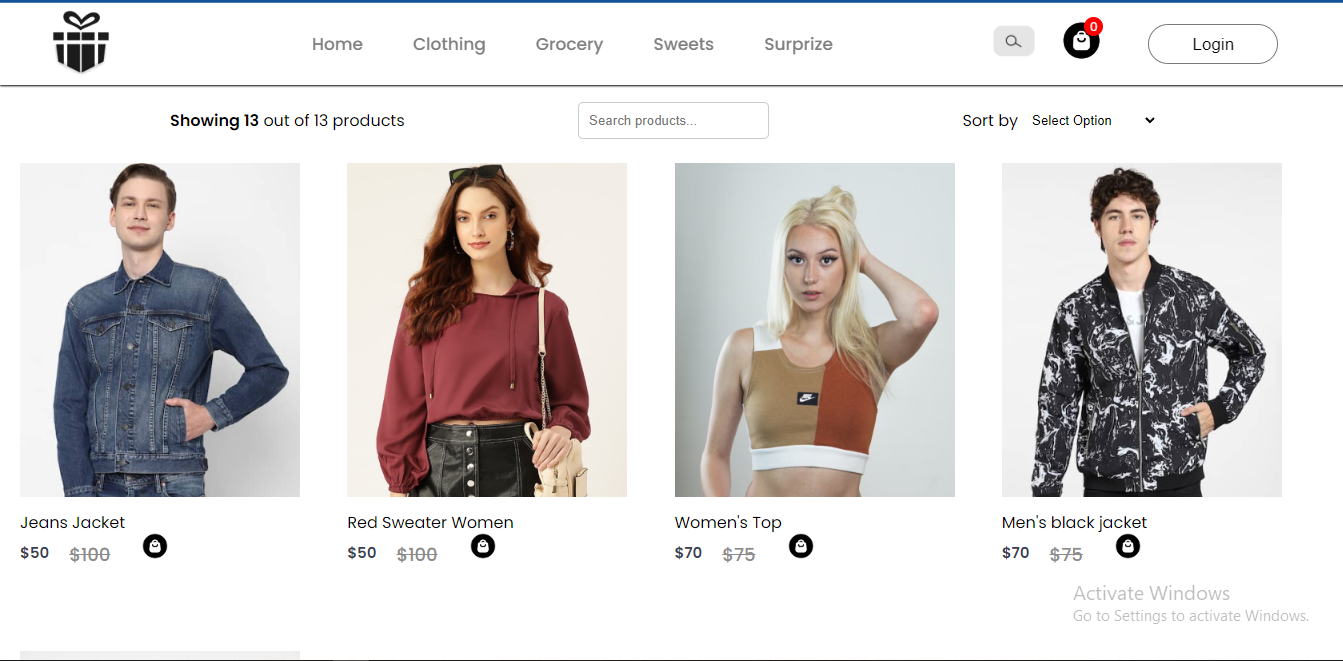 Home Clothing Grocery Sweets Surprize 0 Login
Showing 13 out of 13 products Search products... Sort by Select Option
Jeans Jacket Red Sweater Women Women's Top Men's black jacket
$50 $100 $50 $100 $70 $75 $70 $75
Activate Windows
Go to Settings to activate Windows.